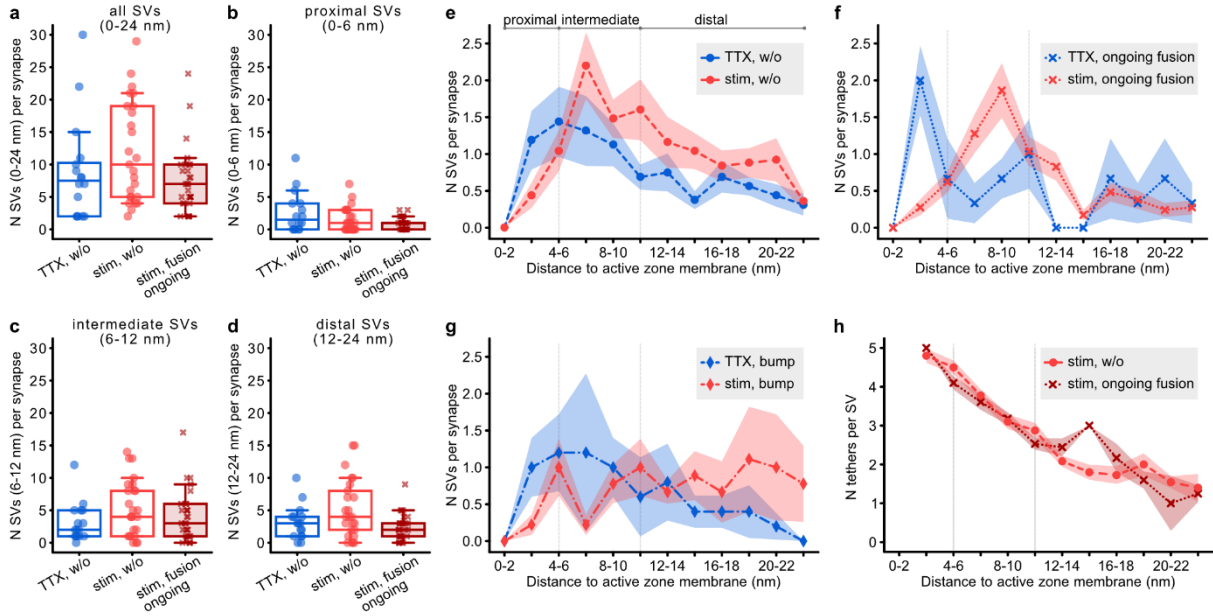 a
all SVs
(0-24 nm)
N SVs (0-24 nm) per synapse
30
25
20
15
10
5
0
TTX, w/o
stim, w/o
stim, fusion
ongoing
b
proximal SVs
(0-6 nm)
N SVs (0-6 nm) per synapse
30
25
20
15
10
5
0
TTX, w/o
stim, w/o
stim, fusion
ongoing
e
proximal intermediate
distal
N SVs per synapse
2.5
2.0
1.5
1.0
0.5
0.0
TTX, w/o
stim, w/o
0-2
4-6
8-10
12-14
16-18
20-22
Distance to active zone membrane (nm)
f
N SVs per synapse
2.5
2.0
1.5
1.0
0.5
0.0
TTX, ongoing fusion
stim, ongoing fusion
0-2
4-6
8-10
12-14
16-18
20-22
Distance to active zone membrane (nm)
c
intermediate SVs
(6-12 nm)
N SVs (6-12 nm) per synapse
30
25
20
15
10
5
0
TTX, w/o
stim, w/o
stim, fusion
ongoing
d
distal SVs
(12-24 nm)
N SVs (12-24 nm) per synapse
30
25
20
15
10
5
0
TTX, w/o
stim, w/o
stim, fusion
ongoing
g
N SVs per synapse
2.5
2.0
1.5
1.0
0.5
0.0
TTX, bump
stim, bump
0-2
4-6
8-10
12-14
16-18
20-22
Distance to active zone membrane (nm)
h
N tethers per SV
5
4
3
2
1
0
stim, w/o
stim, ongoing fusion
0-2
4-6
8-10
12-14
16-18
20-22
Distance to active zone membrane (nm)